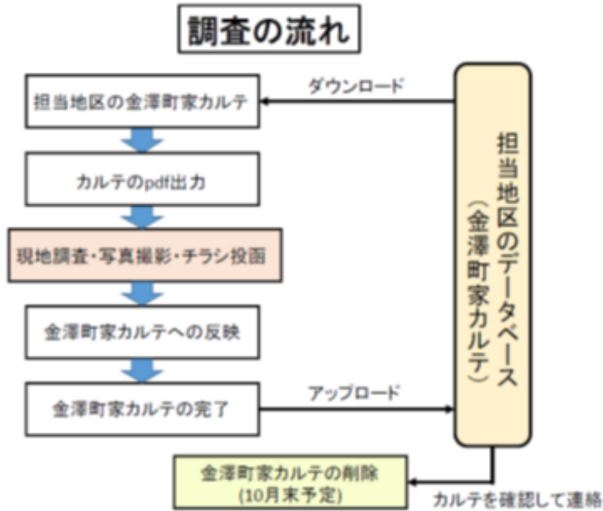 調査の流れ
担当地区の金澤町家カルテ
ダウンロード
カルテのpdf出力
現地調査・写真撮影・チラシ投函
金澤町家カルテへの反映
金澤町家カルテの完了
アップロード
担当地区のデータベース
（金澤町家カルテ）
金澤町家カルテの削除
(10月末予定)
カルテを確認して連絡